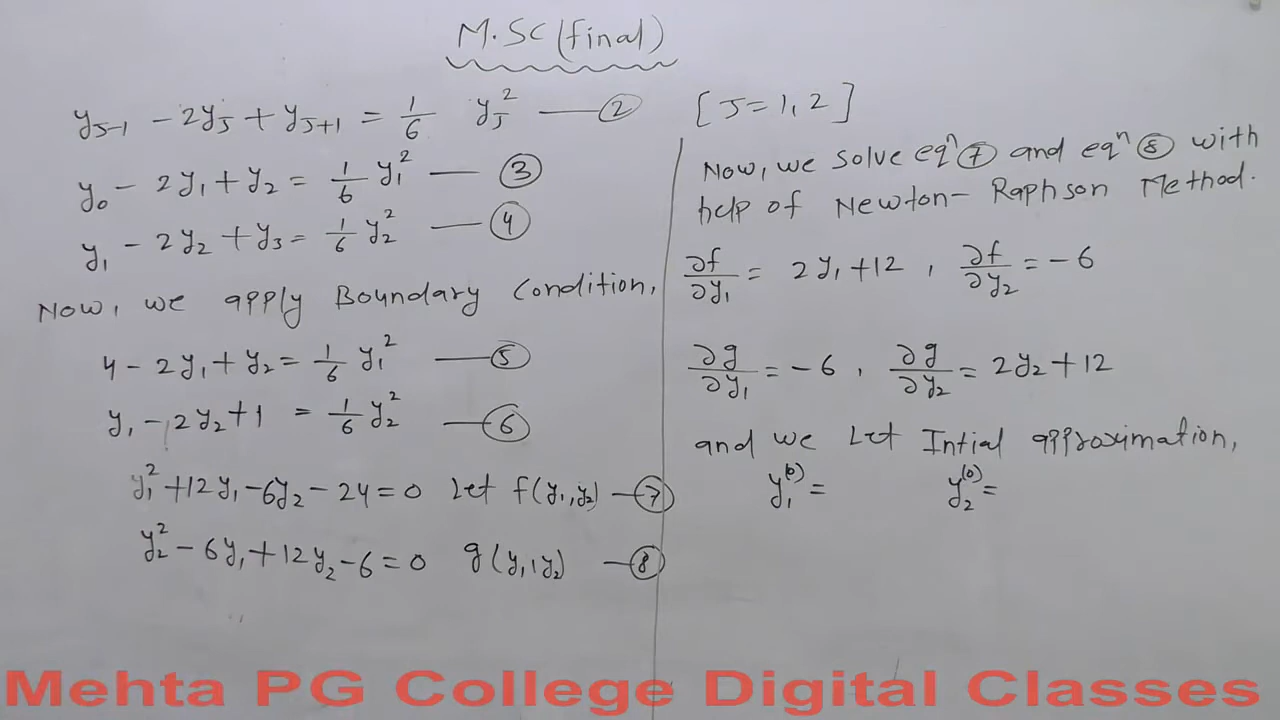 M.SC(final)
y_{J-1} - 2y_J + y_{J+1} = 1/6 y_J^2 — ②
y_0 - 2y_1 + y_2 = 1/6 y_1^2 — ③
y_1 - 2y_2 + y_3 = 1/6 y_2^2 — ④
Now, we apply Boundary Condition,
4 - 2y_1 + y_2 = 1/6 y_1^2 — ⑤
y_1 - 2y_2 + 1 = 1/6 y_2^2 — ⑥
y_1^2 + 12y_1 - 6y_2 - 24 = 0 Let f(y_1, y_2) — ⑦
y_2^2 - 6y_1 + 12y_2 - 6 = 0 g(y_1, y_2) — ⑧
[J = 1, 2]
Now, we solve eq^n ⑦ and eq^n ⑧ with
help of Newton-Raphson Method.
∂f/∂y_1 = 2y_1 + 12 , ∂f/∂y_2 = -6
∂g/∂y_1 = -6 , ∂g/∂y_2 = 2y_2 + 12
and we Let Intial approximation,
y_1^{(0)} = y_2^{(0)} =
Mehta PG College Digital Classes